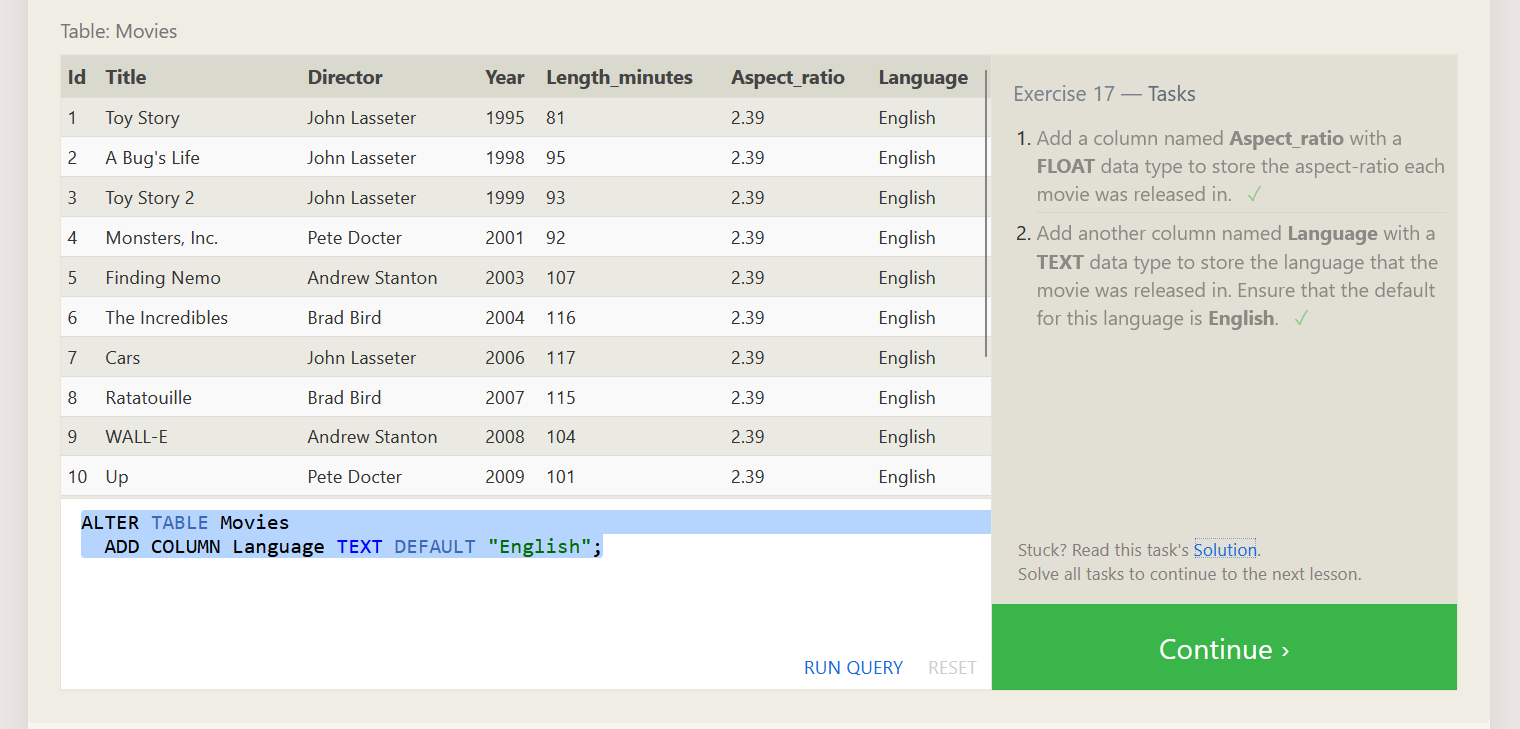 Table: Movies
Id Title Director Year Length_minutes Aspect_ratio Language
1 Toy Story John Lasseter 1995 81 2.39 English
2 A Bug's Life John Lasseter 1998 95 2.39 English
3 Toy Story 2 John Lasseter 1999 93 2.39 English
4 Monsters, Inc. Pete Docter 2001 92 2.39 English
5 Finding Nemo Andrew Stanton 2003 107 2.39 English
6 The Incredibles Brad Bird 2004 116 2.39 English
7 Cars John Lasseter 2006 117 2.39 English
8 Ratatouille Brad Bird 2007 115 2.39 English
9 WALL-E Andrew Stanton 2008 104 2.39 English
10 Up Pete Docter 2009 101 2.39 English
ALTER TABLE Movies
ADD COLUMN Language TEXT DEFAULT "English";
RUN QUERY RESET
Exercise 17 — Tasks
1. Add a column named Aspect_ratio with a
FLOAT data type to store the aspect-ratio each
movie was released in. ✓
2. Add another column named Language with a
TEXT data type to store the language that the
movie was released in. Ensure that the default
for this language is English. ✓
Stuck? Read this task's Solution.
Solve all tasks to continue to the next lesson.
Continue ›